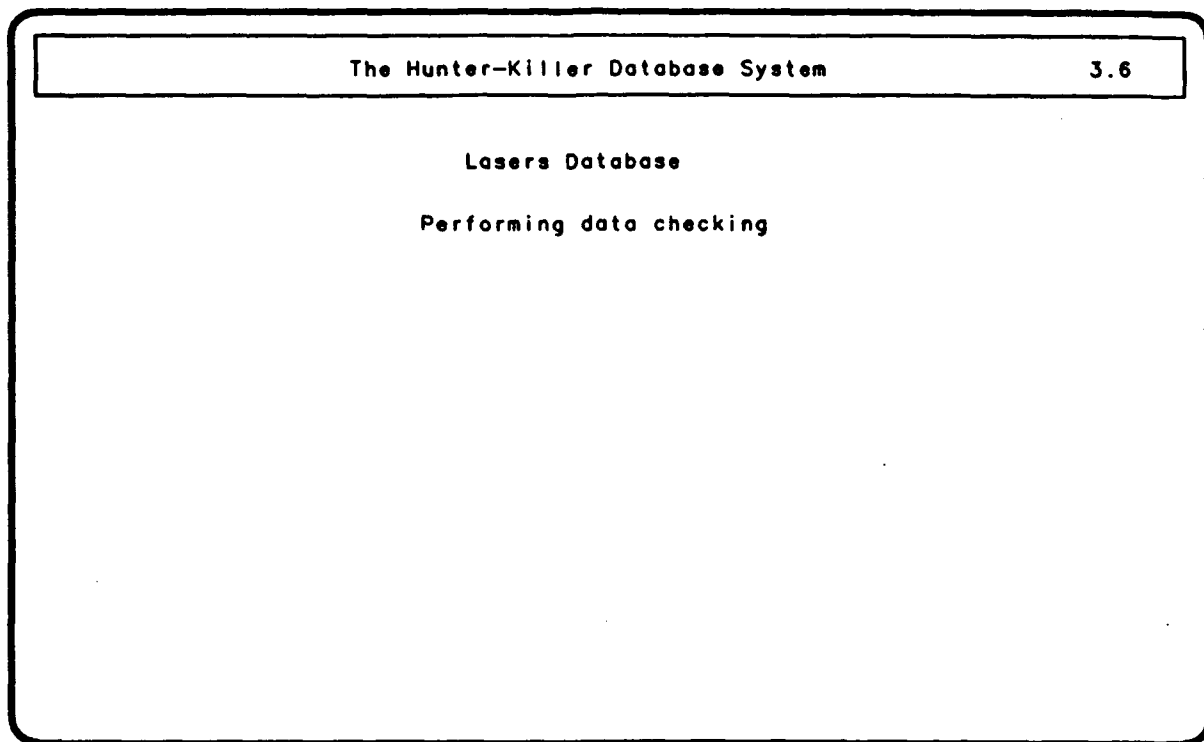 The Hunter-Killer Database System 3.6
Lasers Database
Performing data checking